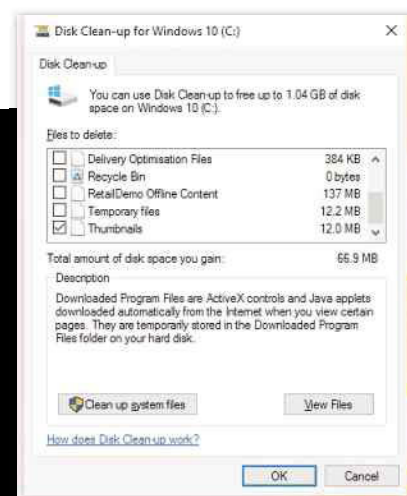 Disk Clean-up for Windows 10 (C:)
Disk Clean-up
You can use Disk Clean-up to free up to 1.04 GB of disk
space on Windows 10 (C:).
Files to delete:
Delivery Optimisation Files 384 KB
Recycle Bin 0 bytes
RetailDemo Offline Content 137 MB
Temporary files 12.2 MB
Thumbnails 12.0 MB
Total amount of disk space you gain: 66.9 MB
Description
Downloaded Program Files are ActiveX controls and Java applets
downloaded automatically from the Internet when you view certain
pages. They are temporarily stored in the Downloaded Program
Files folder on your hard disk.
Clean up system files
View Files
How does Disk Clean-up work?
OK
Cancel